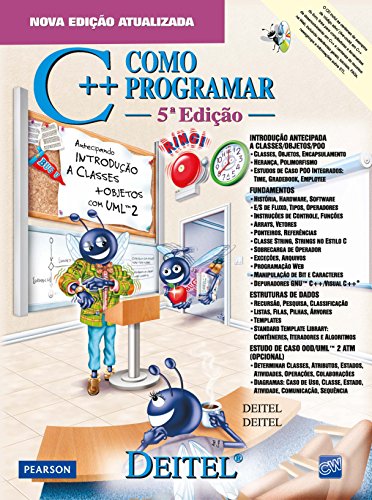 NOVA EDIÇÃO ATUALIZADA
C++
COMO
PROGRAMAR
5ª Edição
RING!
BUG
Antecipando
INTRODUÇÃO
A CLASSES
+OBJETOS
COM UML™ 2
INTRODUÇÃO ANTECIPADA
A CLASSES/OBJETOS/POO
• CLASSES, OBJETOS, ENCAPSULAMENTO
• HERANÇA, POLIMORFISMO
• ESTUDOS DE CASO POO INTEGRADOS:
TIME, GRADEBOOK, EMPLOYEE
FUNDAMENTOS
• HISTÓRIA, HARDWARE, SOFTWARE
• E/S DE FLUXO, TIPOS, OPERADORES
• INSTRUÇÕES DE CONTROLE, FUNÇÕES
• ARRAYS, VETORES
• PONTEIROS, REFERÊNCIAS
• CLASSE STRING, STRINGS NO ESTILO C
• SOBRECARGA DE OPERADOR
• EXCEÇÕES, ARQUIVOS
• PROGRAMAÇÃO WEB
• MANIPULAÇÃO DE BIT E CARACTERES
• DEPURADORES GNU™ C++/VISUAL C++®
ESTRUTURAS DE DADOS
• RECURSÃO, PESQUISA, CLASSIFICAÇÃO
• LISTAS, FILAS, PILHAS, ÁRVORES
• TEMPLATES
• STANDARD TEMPLATE LIBRARY:
CONTÊINERES, ITERADORES E ALGORITMOS
ESTUDO DE CASO OOD/UML™ 2 ATM
(OPCIONAL)
• DETERMINAR CLASSES, ATRIBUTOS, ESTADOS,
ATIVIDADES, OPERAÇÕES, COLABORAÇÕES
• DIAGRAMAS: CASO DE USO, CLASSE, ESTADO,
ATIVIDADE, COMUNICAÇÃO, SEQUÊNCIA
DEITEL
DEITEL
PEARSON
DEITEL®
CW